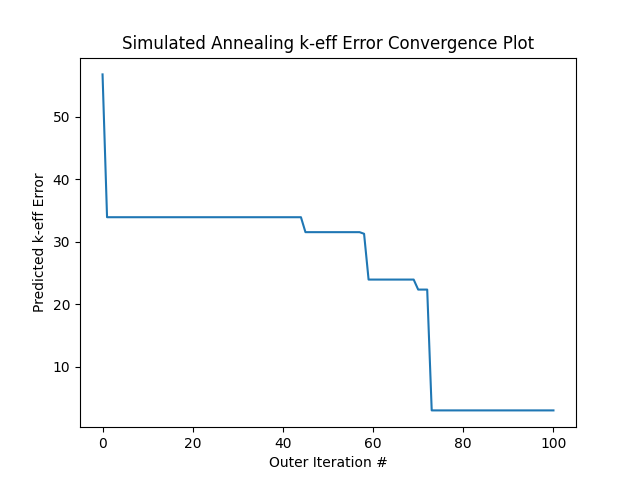 Simulated Annealing k-eff Error Convergence Plot
Predicted k-eff Error
50
40
30
20
10
0 20 40 60 80 100
Outer Iteration #